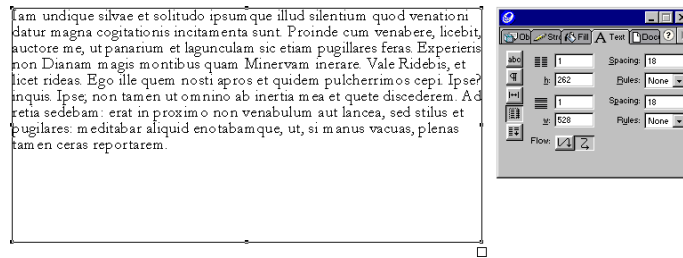 Iam undique silvae et solitudo ipsumque illud silentium quod venationi
datur magna cogitationis incitamenta sunt. Proinde cum venabere, licebit,
auctore me, ut panarium et lagunculam sic etiam pugillares feras. Experieris
non Dianam magis montibus quam Minervam inerare. Vale Ridebis, et
licet rideas. Ego ille quem nosti apros et quidem pulcherrimos cepi. Ipse?
inquis. Ipse; non tamen ut omnino ab inertia mea et quete discederem. Ad
retia sedebam: erat in proximo non venabulum aut lancea, sed stilus et
pugilares: meditabar aliquid enotabamque, ut, si manus vacuas, plenas
tamen ceras reportarem.
Ob Str Fill A Text Doc ?
abc 1 Spacing: 18
¶ h: 262 Rules: None
1 Spacing: 18
w: 528 Rules: None
Flow: